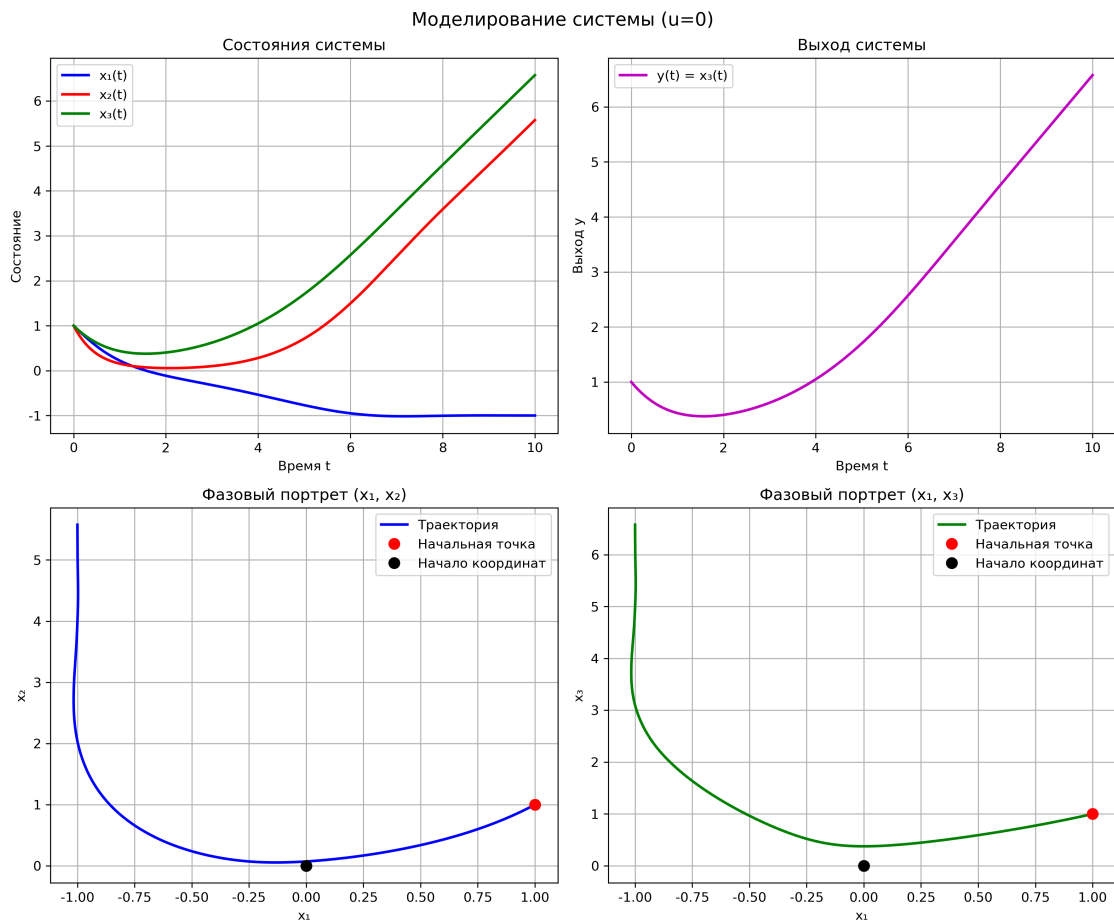 Моделирование системы (u=0)
Состояния системы
x₁(t)
x₂(t)
x₃(t)
Состояние
6
5
4
3
2
1
0
-1
0
2
4
6
8
10
Время t
Выход системы
y(t) = x₃(t)
Выход y
6
5
4
3
2
1
0
2
4
6
8
10
Время t
Фазовый портрет (x₁, x₂)
Траектория
Начальная точка
Начало координат
x₂
5
4
3
2
1
0
-1.00
-0.75
-0.50
-0.25
0.00
0.25
0.50
0.75
1.00
x₁
Фазовый портрет (x₁, x₃)
Траектория
Начальная точка
Начало координат
x₃
6
5
4
3
2
1
0
-1.00
-0.75
-0.50
-0.25
0.00
0.25
0.50
0.75
1.00
x₁